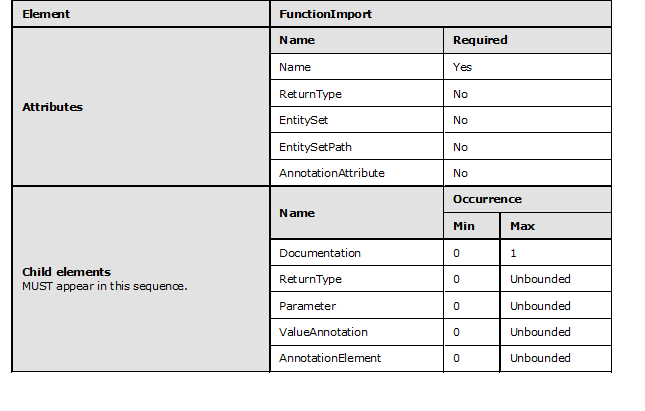 Element FunctionImport
Attributes
Name Required
Name Yes
ReturnType No
EntitySet No
EntitySetPath No
AnnotationAttribute No
Child elements
MUST appear in this sequence.
Name Occurrence
Min Max
Documentation 0 1
ReturnType 0 Unbounded
Parameter 0 Unbounded
ValueAnnotation 0 Unbounded
AnnotationElement 0 Unbounded